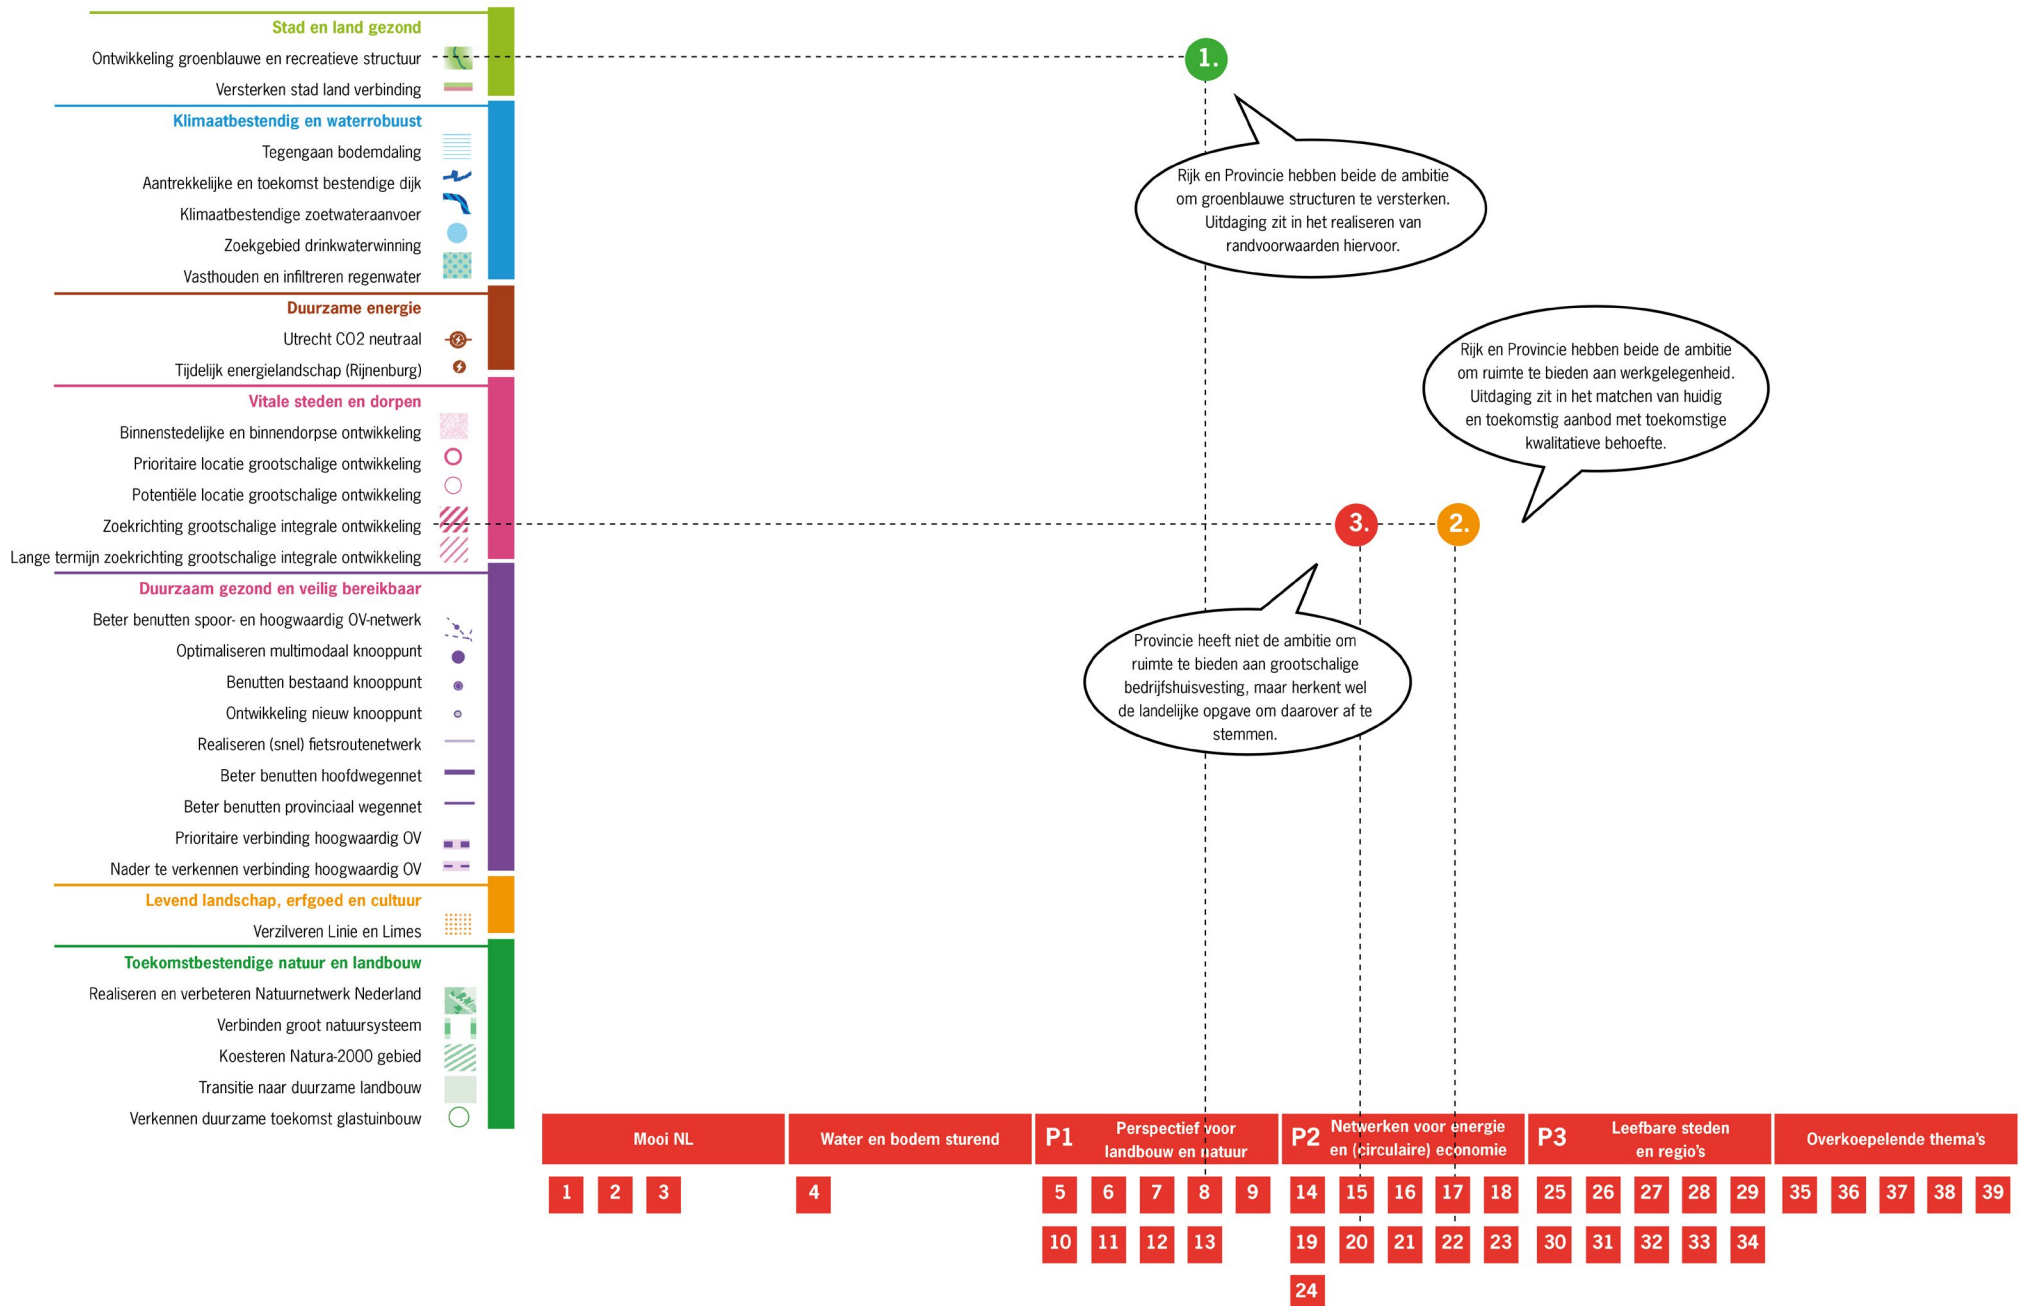 Stad en land gezond
Ontwikkeling groenblauwe en recreatieve structuur
Versterken stad land verbinding
Klimaatbestendig en waterrobuust
Tegengaan bodemdaling
Aantrekkelijke en toekomst bestendige dijk
Klimaatbestendige zoetwateraanvoer
Zoekgebied drinkwaterwinning
Vasthouden en infiltreren regenwater
Duurzame energie
Utrecht CO2 neutraal
Tijdelijk energielandschap (Rijnenburg)
Vitale steden en dorpen
Binnenstedelijke en binnendorpse ontwikkeling
Prioritaire locatie grootschalige ontwikkeling
Potentiële locatie grootschalige ontwikkeling
Zoekrichting grootschalige integrale ontwikkeling
Lange termijn zoekrichting grootschalige integrale ontwikkeling
Duurzaam gezond en veilig bereikbaar
Beter benutten spoor- en hoogwaardig OV-netwerk
Optimaliseren multimodaal knooppunt
Benutten bestaand knooppunt
Ontwikkeling nieuw knooppunt
Realiseren (snel) fietsroutenetwerk
Beter benutten hoofdwegennet
Beter benutten provinciaal wegennet
Prioritaire verbinding hoogwaardig OV
Nader te verkennen verbinding hoogwaardig OV
Levend landschap, erfgoed en cultuur
Verzilveren Linie en Limes
Toekomstbestendige natuur en landbouw
Realiseren en verbeteren Natuurnetwerk Nederland
Verbinden groot natuursysteem
Koesteren Natura-2000 gebied
Transitie naar duurzame landbouw
Verkennen duurzame toekomst glastuinbouw
1.
Rijk en Provincie hebben beide de ambitie
om groenblauwe structuren te versterken.
Uitdaging zit in het realiseren van
randvoorwaarden hiervoor.
Rijk en Provincie hebben beide de ambitie
om ruimte te bieden aan werkgelegenheid.
Uitdaging zit in het matchen van huidig
en toekomstig aanbod met toekomstige
kwalitatieve behoefte.
3.
2.
Provincie heeft niet de ambitie om
ruimte te bieden aan grootschalige
bedrijfshuisvesting, maar herkent wel
de landelijke opgave om daarover af te
stemmen.
Mooi NL
Water en bodem sturend
P1 Perspectief voor
landbouw en natuur
P2 Netwerken voor energie
en (circulaire) economie
P3 Leefbare steden
en regio's
Overkoepelende thema's
1 2 3 4 5 6 7 8 9 14 15 16 17 18 25 26 27 28 29 35 36 37 38 39
10 11 12 13 19 20 21 22 23 30 31 32 33 34
24